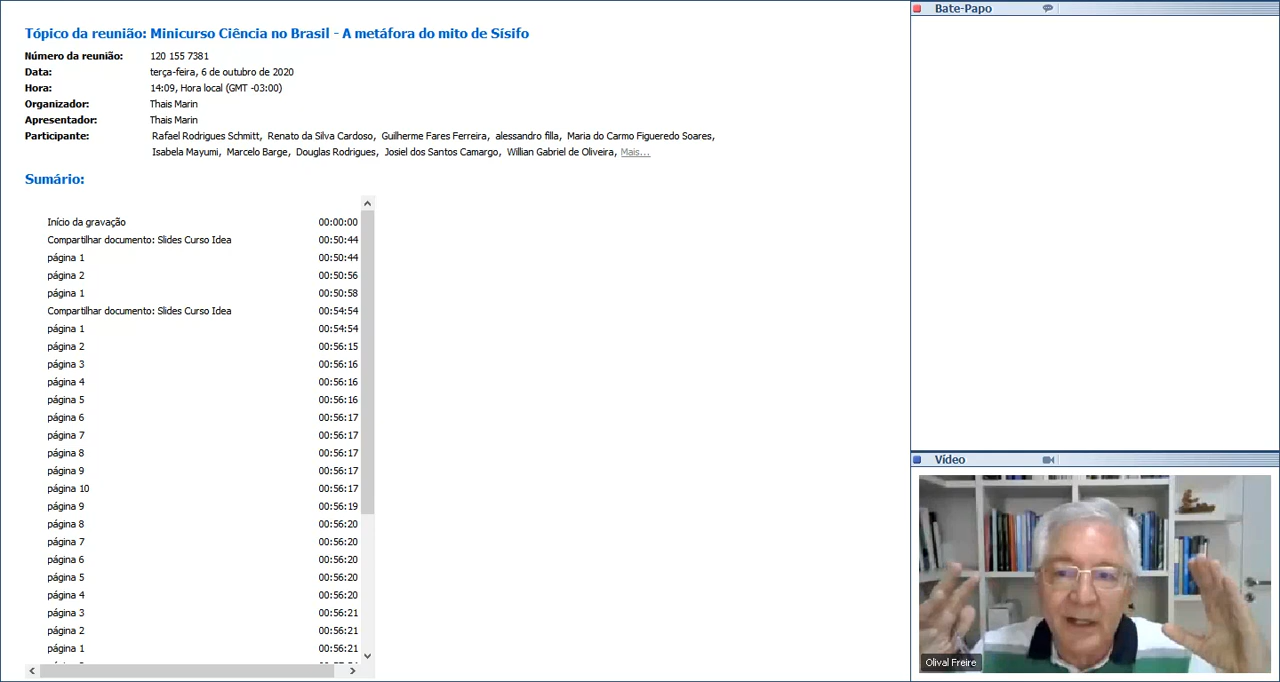 Tópico da reunião: Minicurso Ciência no Brasil - A metáfora do mito de Sísifo
Número da reunião: 120 155 7381
Data: terça-feira, 6 de outubro de 2020
Hora: 14:09, Hora local (GMT -03:00)
Organizador: Thais Marin
Apresentador: Thais Marin
Participante: Rafael Rodrigues Schmitt, Renato da Silva Cardoso, Guilherme Fares Ferreira, alessandro filla, Maria do Carmo Figueredo Soares,
Isabela Mayumi, Marcelo Barge, Douglas Rodrigues, Josiel dos Santos Camargo, Willian Gabriel de Oliveira, Mais...
Sumário:
Início da gravação 00:00:00
Compartilhar documento: Slides Curso Idea 00:50:44
página 1 00:50:44
página 2 00:50:56
página 1 00:50:58
Compartilhar documento: Slides Curso Idea 00:54:54
página 1 00:54:54
página 2 00:56:15
página 3 00:56:16
página 4 00:56:16
página 5 00:56:16
página 6 00:56:17
página 7 00:56:17
página 8 00:56:17
página 9 00:56:17
página 10 00:56:17
página 9 00:56:19
página 8 00:56:20
página 7 00:56:20
página 6 00:56:20
página 5 00:56:20
página 4 00:56:20
página 3 00:56:21
página 2 00:56:21
página 1 00:56:21
Bate-Papo
Vídeo
Olival Freire